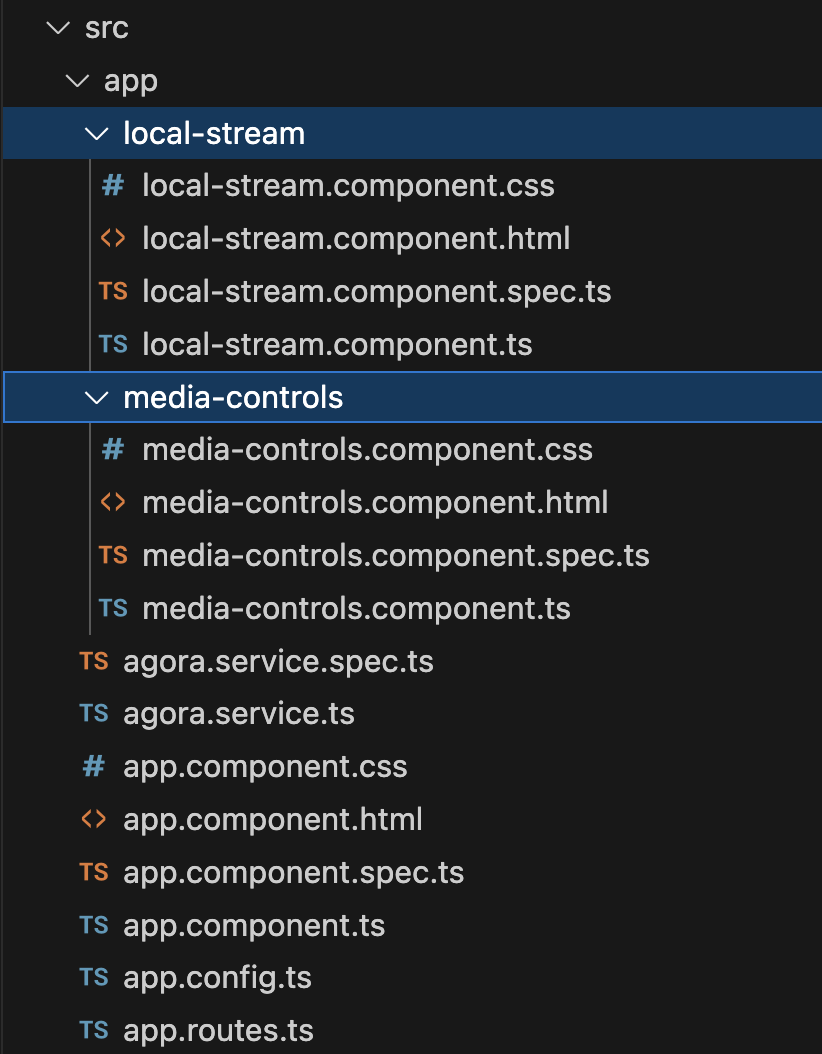 src
app
local-stream
# local-stream.component.css
<> local-stream.component.html
TS local-stream.component.spec.ts
TS local-stream.component.ts
media-controls
# media-controls.component.css
<> media-controls.component.html
TS media-controls.component.spec.ts
TS media-controls.component.ts
TS agora.service.spec.ts
TS agora.service.ts
# app.component.css
<> app.component.html
TS app.component.spec.ts
TS app.component.ts
TS app.config.ts
TS app.routes.ts